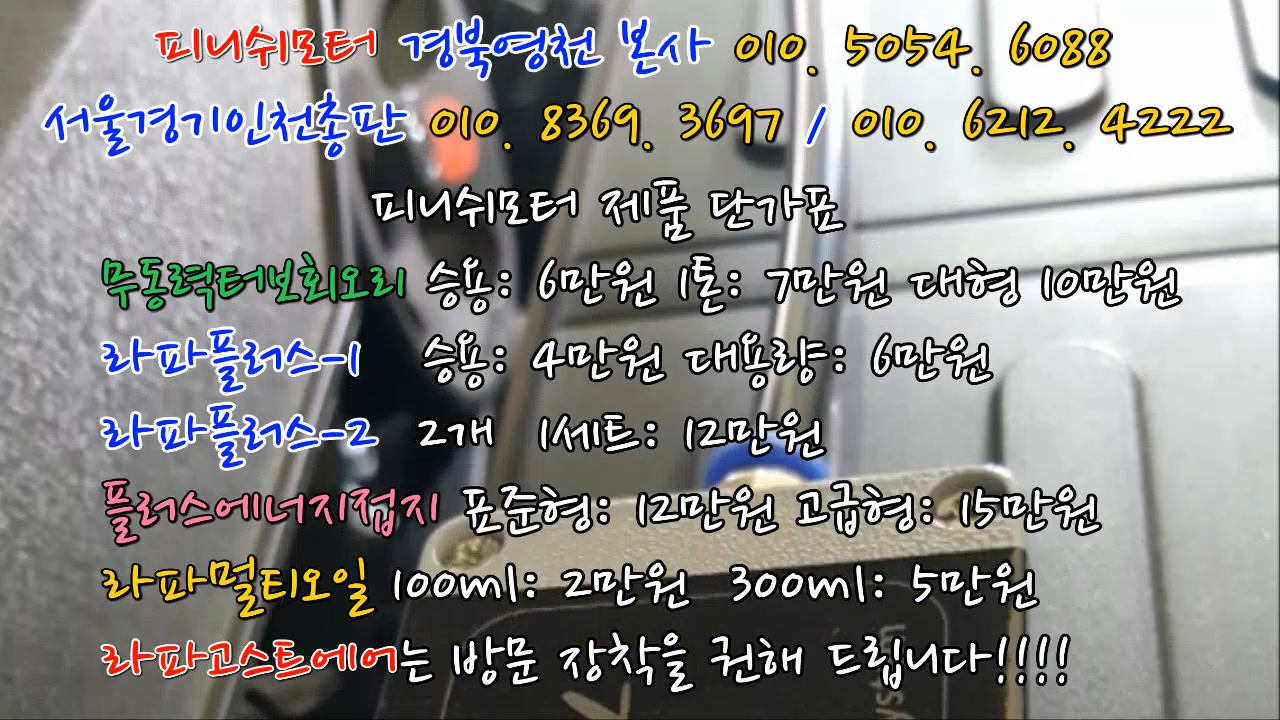 피니쉬모터 경북영천 본사 010. 5054. 6088
서울경기인천총판 010. 8369. 3697 / 010. 6212. 4222
피니쉬모터 제품 단가표
무동력터보회오리 승용: 6만원 1톤: 7만원 대형 10만원
라파플러스-1 승용: 4만원 대용량: 6만원
라파플러스-2 2개 1세트: 12만원
플러스에너지접지 표준형: 12만원 고급형: 15만원
라파멀티오일 100ml: 2만원 300ml: 5만원
라파고스트에어는 방문 장착을 권해 드립니다!!!!